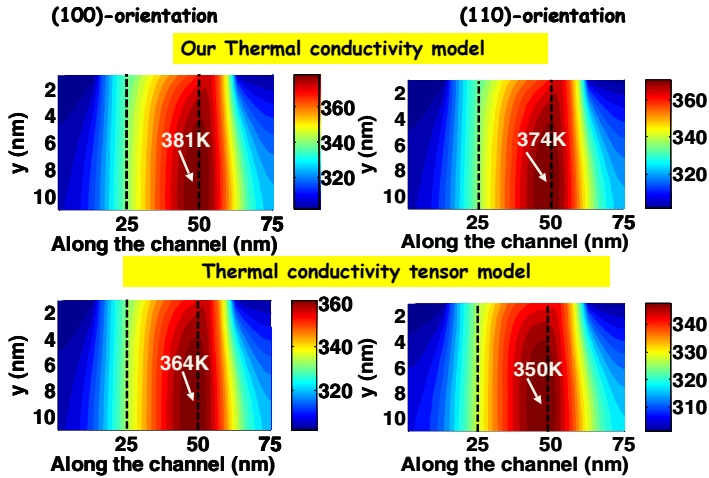 (100)-orientation (110)-orientation
Our Thermal conductivity model
2 4 6 8 10
y (nm)
381K
25 50 75
Along the channel (nm)
360 340 320
2 4 6 8 10
y (nm)
374K
25 50 75
Along the channel (nm)
360 340 320
Thermal conductivity tensor model
2 4 6 8 10
y (nm)
364K
25 50 75
Along the channel (nm)
360 340 320
2 4 6 8 10
y (nm)
350K
25 50 75
Along the channel (nm)
340 330 320 310